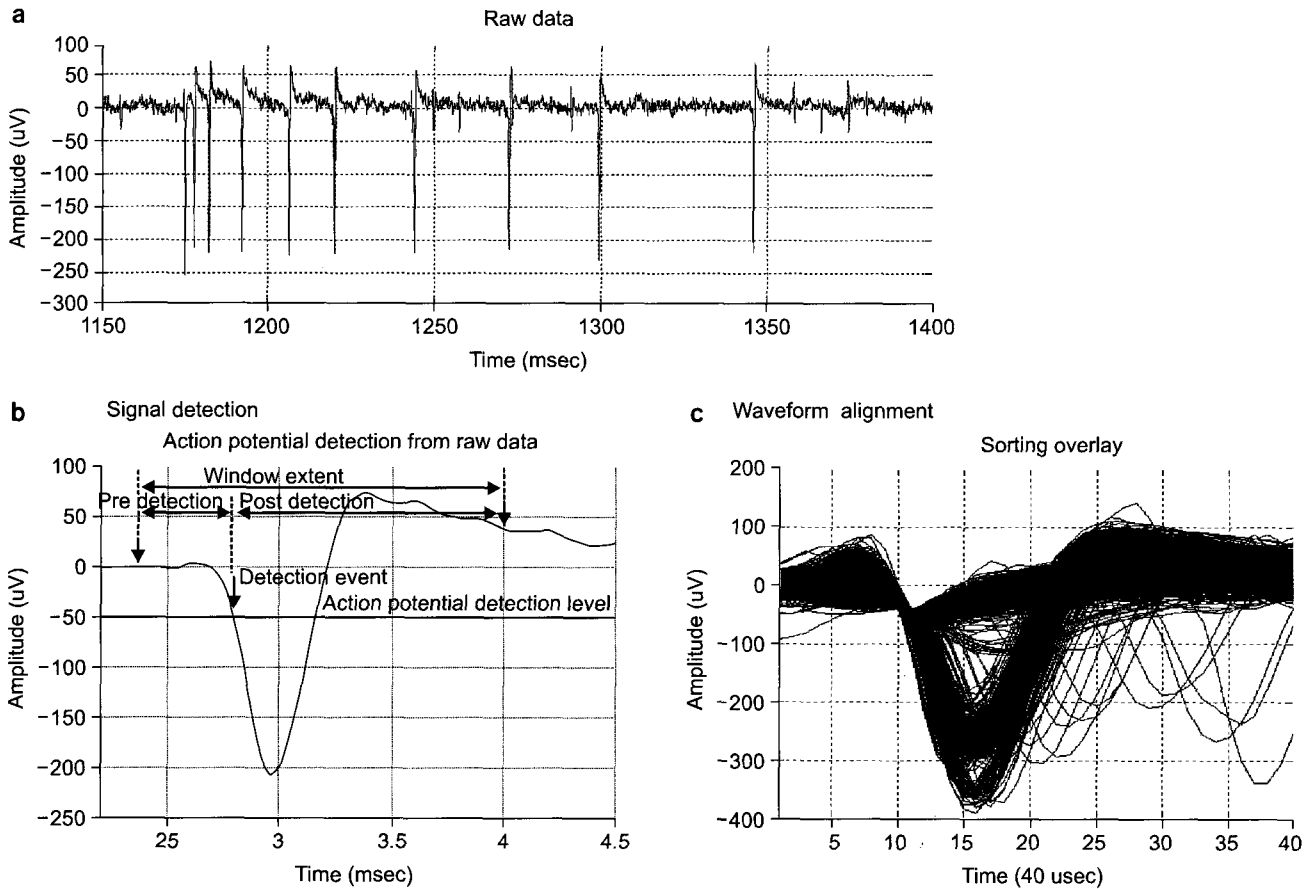 a
Raw data
100
50
0
−50
−100
−150
−200
−250
−300
Amplitude (uV)
1150 1200 1250 1300 1350 1400
Time (msec)
b Signal detection
Action potential detection from raw data
100
50
0
−50
−100
−150
−200
−250
Amplitude (uV)
Window extent
Pre detection Post detection
Detection event
Action potential detection level
25 3 3.5 4 4.5
Time (msec)
c Waveform alignment
Sorting overlay
200
100
0
−100
−200
−300
−400
Amplitude (uV)
5 10 15 20 25 30 35 40
Time (40 usec)